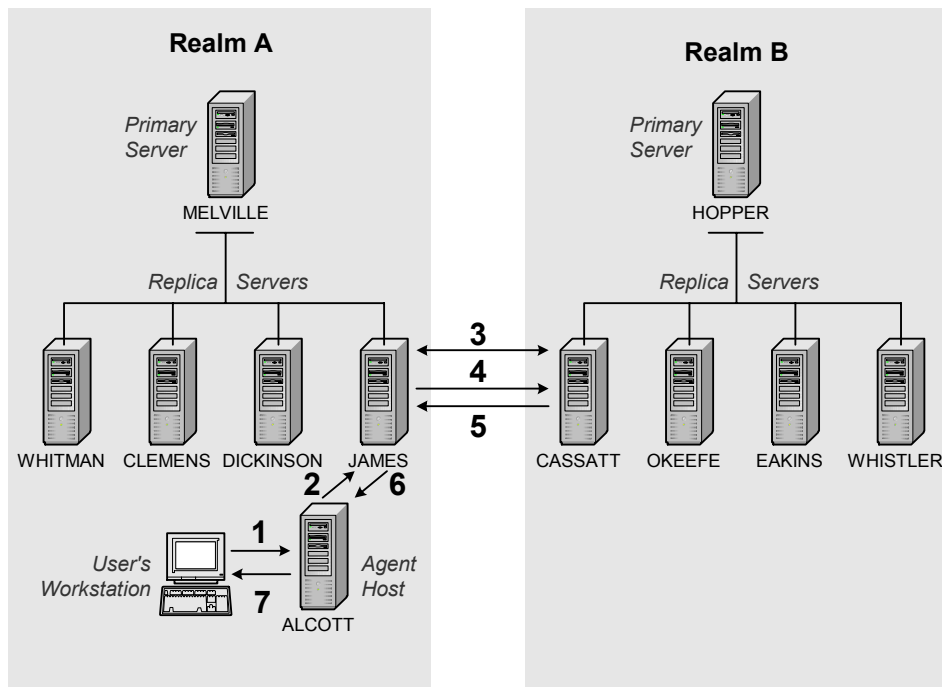 Realm A
Realm B
Primary
Server
Primary
Server
MELVILLE
HOPPER
Replica Servers
Replica Servers
3
4
5
WHITMAN CLEMENS DICKINSON JAMES
CASSATT OKEEFE EAKINS WHISTLER
2 6
1
User's
Workstation
Agent
Host
7
ALCOTT